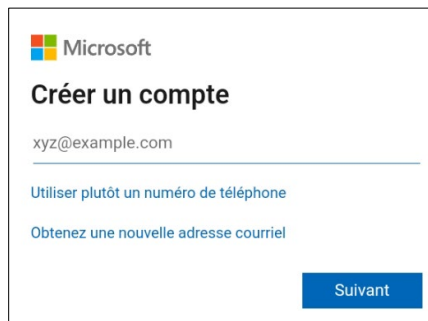 Microsoft
Créer un compte
xyz@example.com
Utiliser plutôt un numéro de téléphone
Obtenez une nouvelle adresse courriel
Suivant